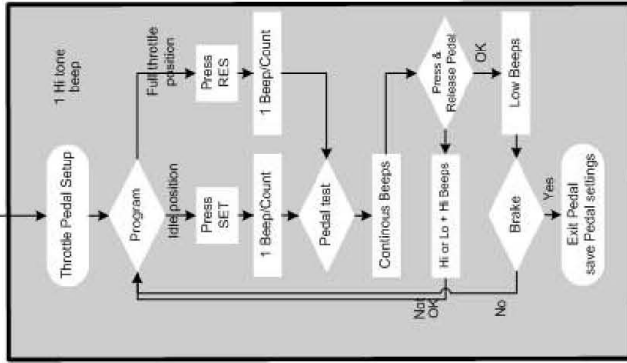 1 Hi tone
beep
Throttle Pedal Setup
Program
Idle position
Full throttle
position
Press
SET
Press
RES
1 Beep/Count
1 Beep/Count
Pedal test
Continous Beeps
Press &
Release Pedal
OK
Hi or Lo + Hi Beeps
Not
OK
Low Beeps
Brake
No
Yes
Exit Pedal
save Pedal settings